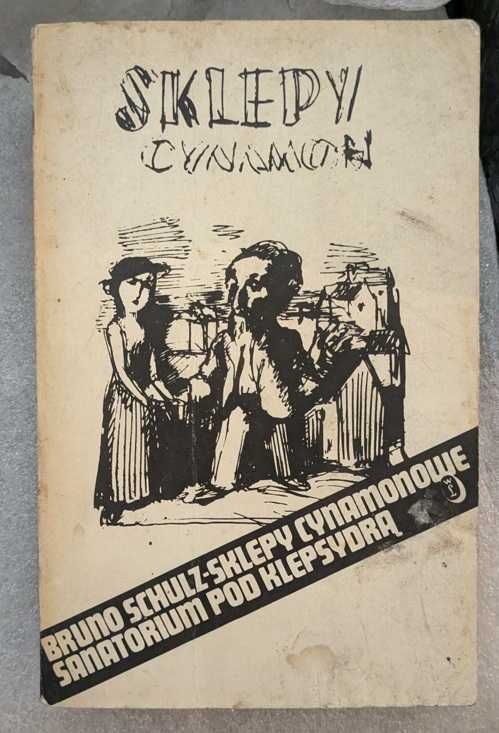 SKLEPY
CYNAMON
BRUNO SCHULZ-SKLEPY CYNAMONOWE
SANATORIUM POD KLEPSYDRĄ